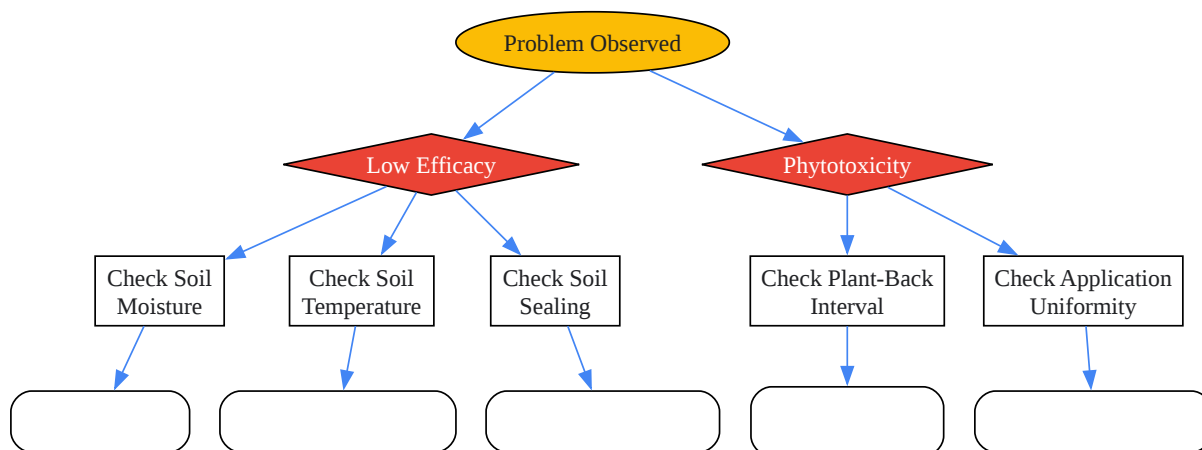 Problem Observed
Low Efficacy
Phytotoxicity
Check Soil
Moisture
Check Soil
Temperature
Check Soil
Sealing
Check Plant-Back
Interval
Check Application
Uniformity